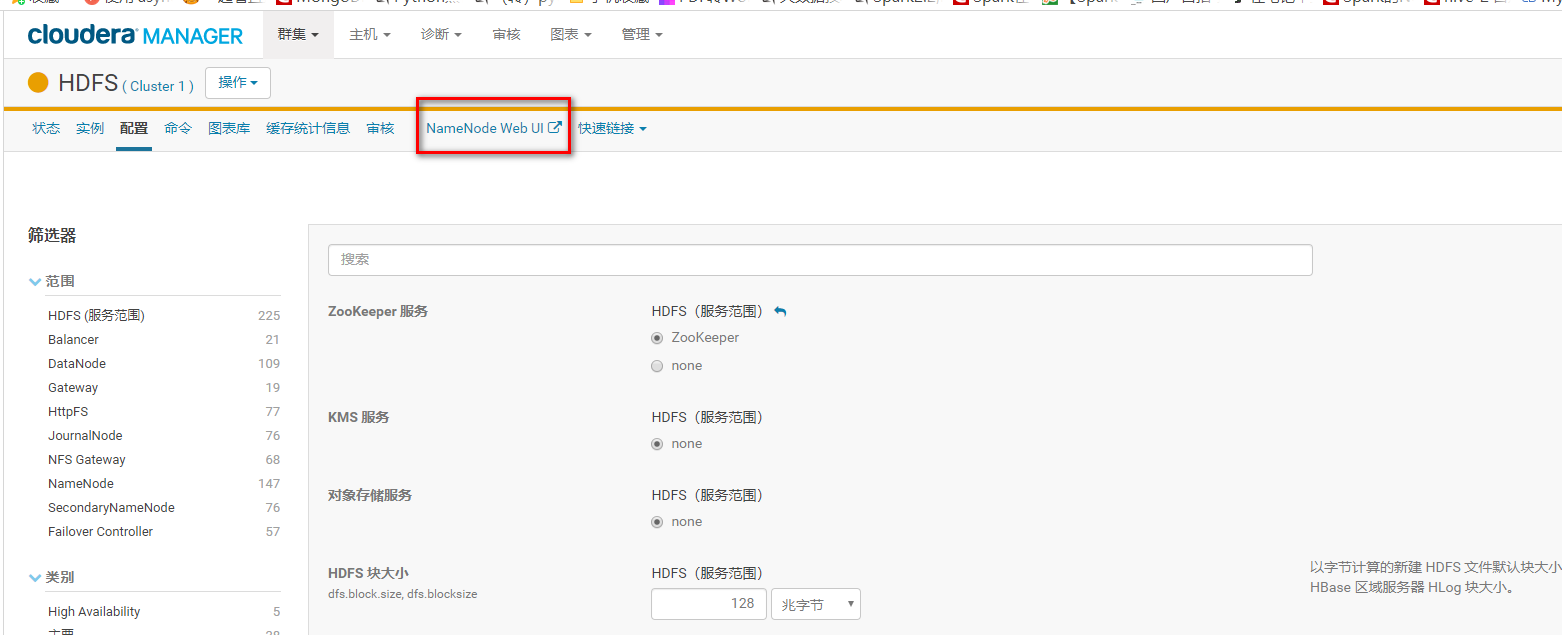 cloudera MANAGER 群集 主机 诊断 审核 图表 管理
HDFS ( Cluster 1 ) 操作
状态 实例 配置 命令 图表库 缓存统计信息 审核 NameNode Web UI 快速链接
筛选器
范围
HDFS (服务范围) 225
Balancer 21
DataNode 109
Gateway 19
HttpFS 77
JournalNode 76
NFS Gateway 68
NameNode 147
SecondaryNameNode 76
Failover Controller 57
类别
High Availability 5
搜索
ZooKeeper 服务 HDFS（服务范围）
ZooKeeper
none
KMS 服务 HDFS（服务范围）
none
对象存储服务 HDFS（服务范围）
none
HDFS 块大小 HDFS（服务范围）
dfs.block.size, dfs.blocksize
128 兆字节
以字节计算的新建 HDFS 文件默认块大小
HBase 区域服务器 HLog 块大小。